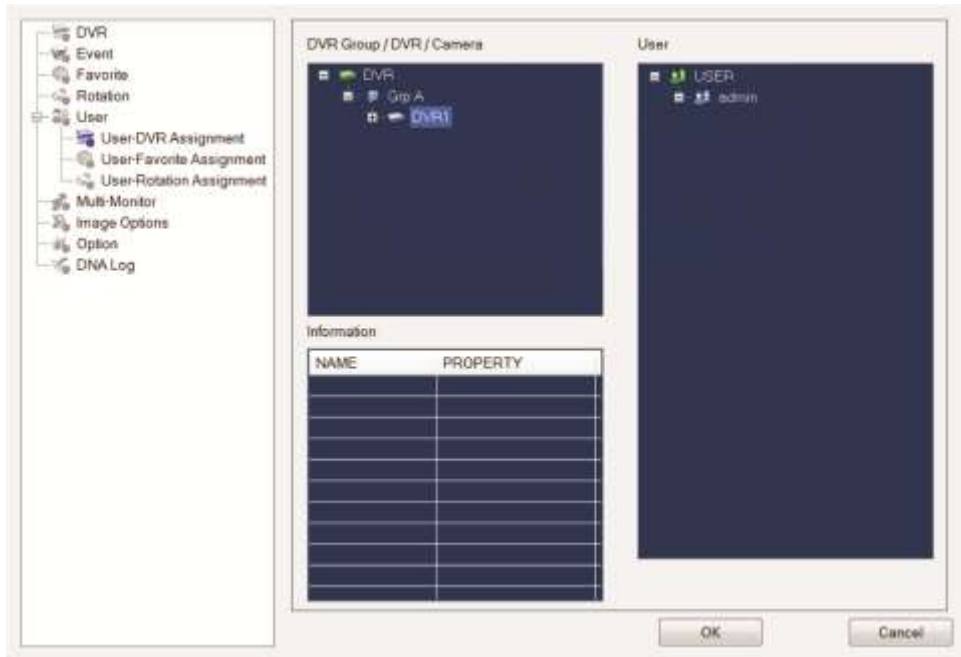 DVR
Event
Favorite
Rotation
User
User-DVR Assignment
User-Favorite Assignment
User-Rotation Assignment
Multi-Monitor
Image Options
Option
DNA Log
DVR Group / DVR / Camera
DVR
Grp A
DVR1
Information
NAME PROPERTY
User
USER
admin
OK Cancel